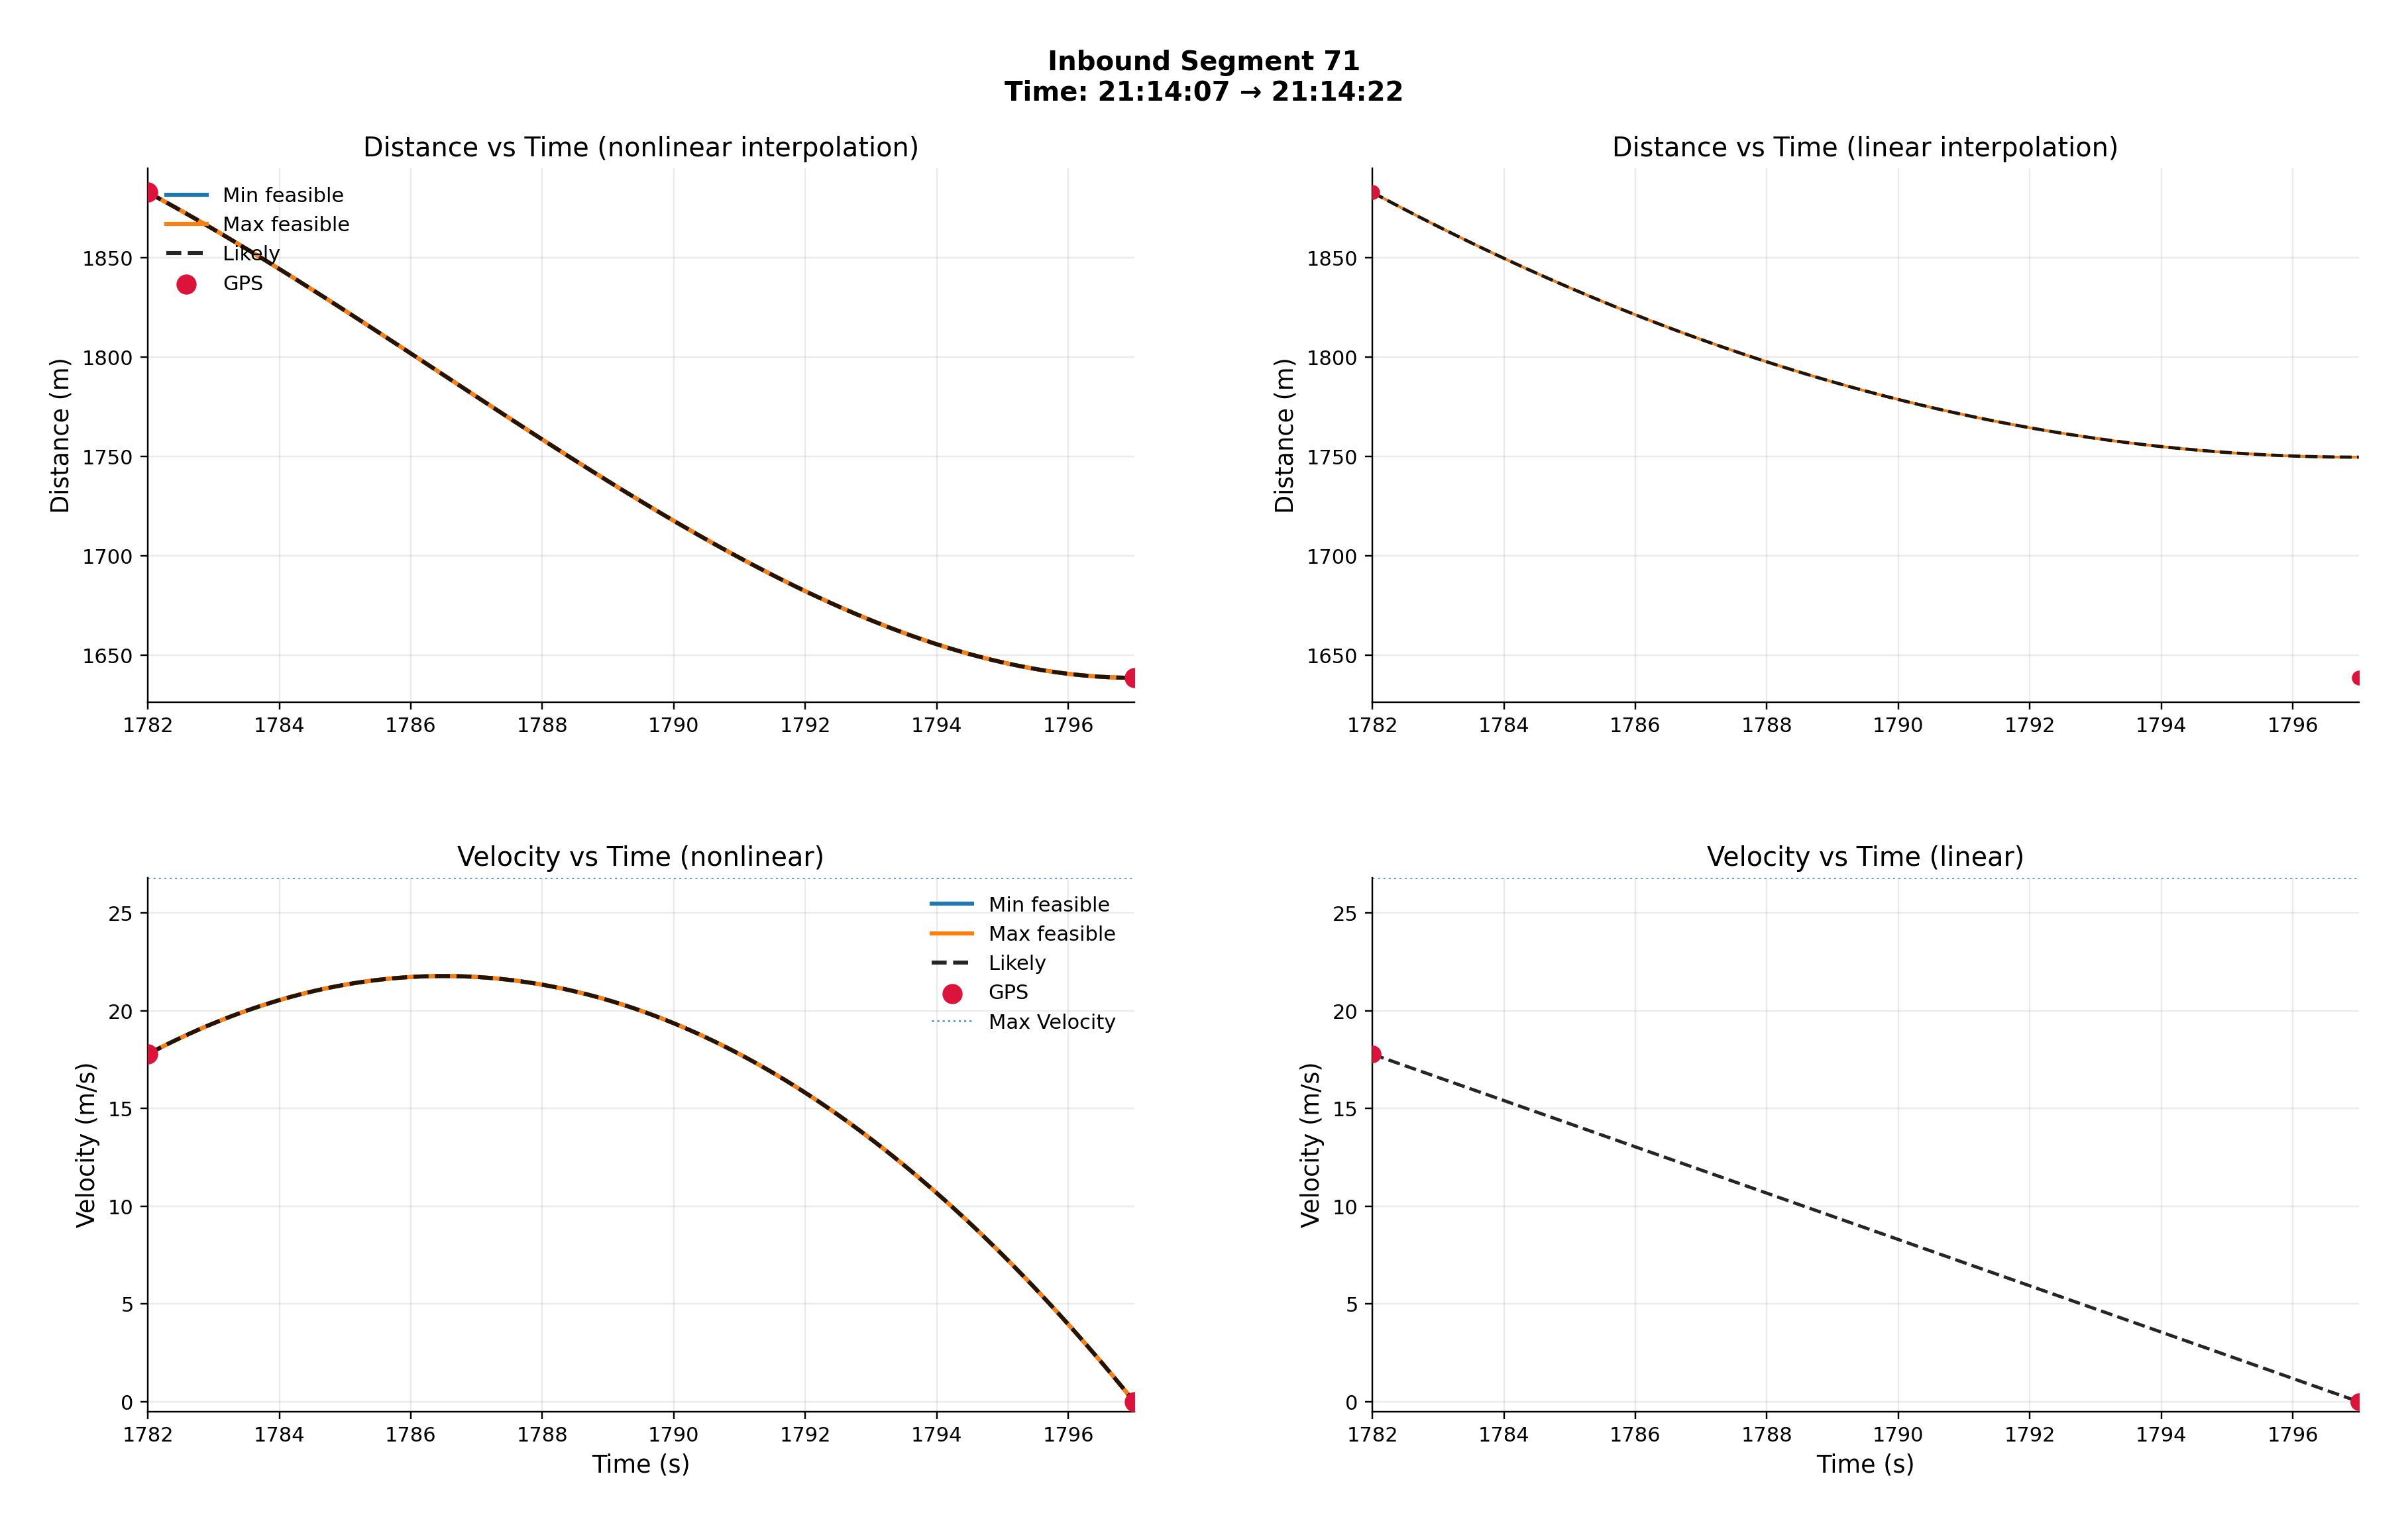 Inbound Segment 71
Time: 21:14:07 → 21:14:22
Distance vs Time (nonlinear interpolation)
Distance (m)
1850
1800
1750
1700
1650
Min feasible
Max feasible
Likely
GPS
1782 1784 1786 1788 1790 1792 1794 1796
Distance vs Time (linear interpolation)
Distance (m)
1850
1800
1750
1700
1650
1782 1784 1786 1788 1790 1792 1794 1796
Velocity vs Time (nonlinear)
Velocity (m/s)
25
20
15
10
5
0
Min feasible
Max feasible
Likely
GPS
Max Velocity
1782 1784 1786 1788 1790 1792 1794 1796
Time (s)
Velocity vs Time (linear)
Velocity (m/s)
25
20
15
10
5
0
1782 1784 1786 1788 1790 1792 1794 1796
Time (s)